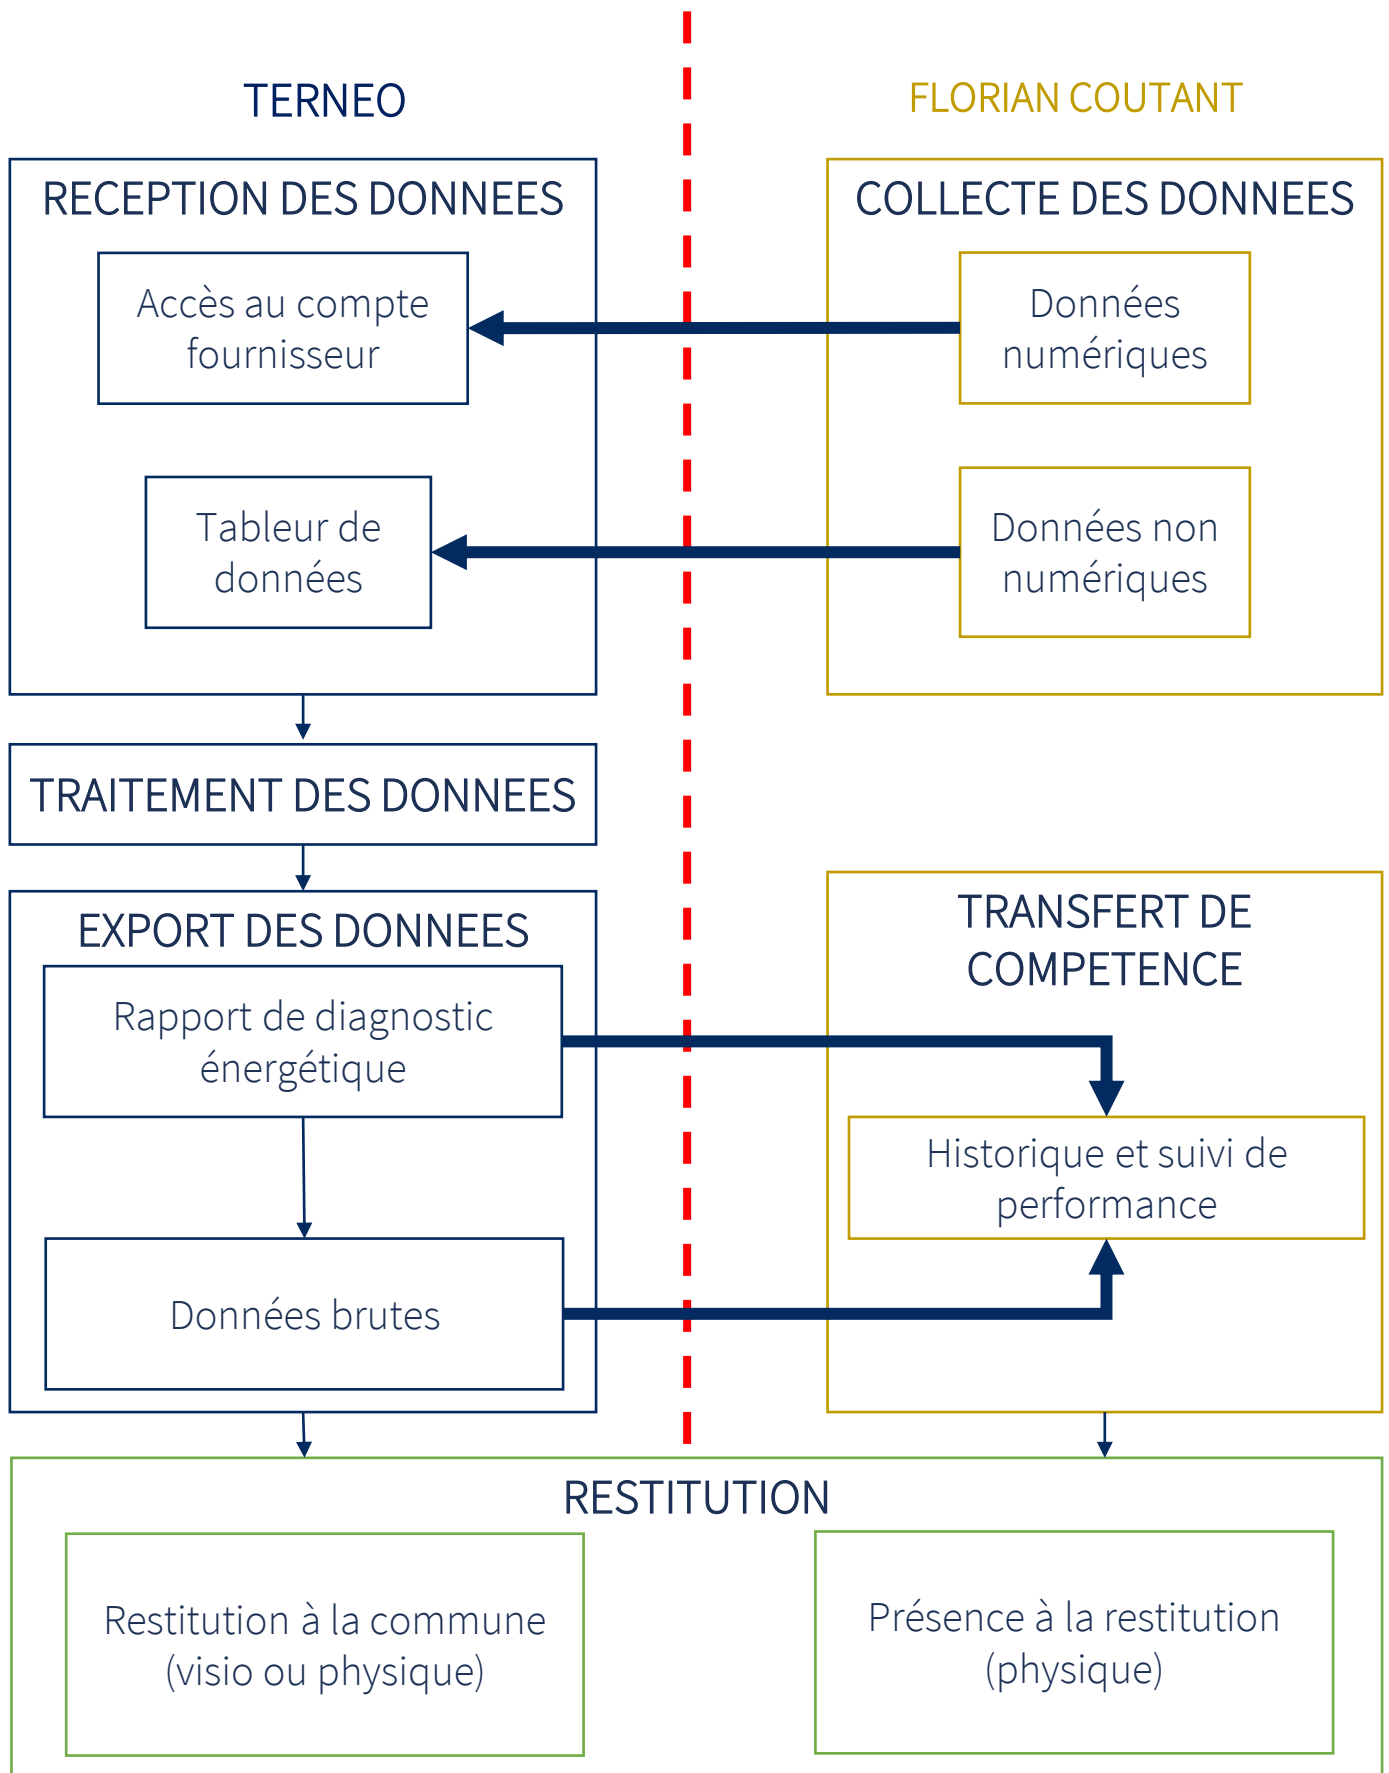 TERNEO
FLORIAN COUTANT
RECEPTION DES DONNEES
Accès au compte
fournisseur
Tableur de
données
COLLECTE DES DONNEES
Données
numériques
Données non
numériques
TRAITEMENT DES DONNEES
EXPORT DES DONNEES
Rapport de diagnostic
énergétique
Données brutes
TRANSFERT DE
COMPETENCE
Historique et suivi de
performance
RESTITUTION
Restitution à la commune
(visio ou physique)
Présence à la restitution
(physique)